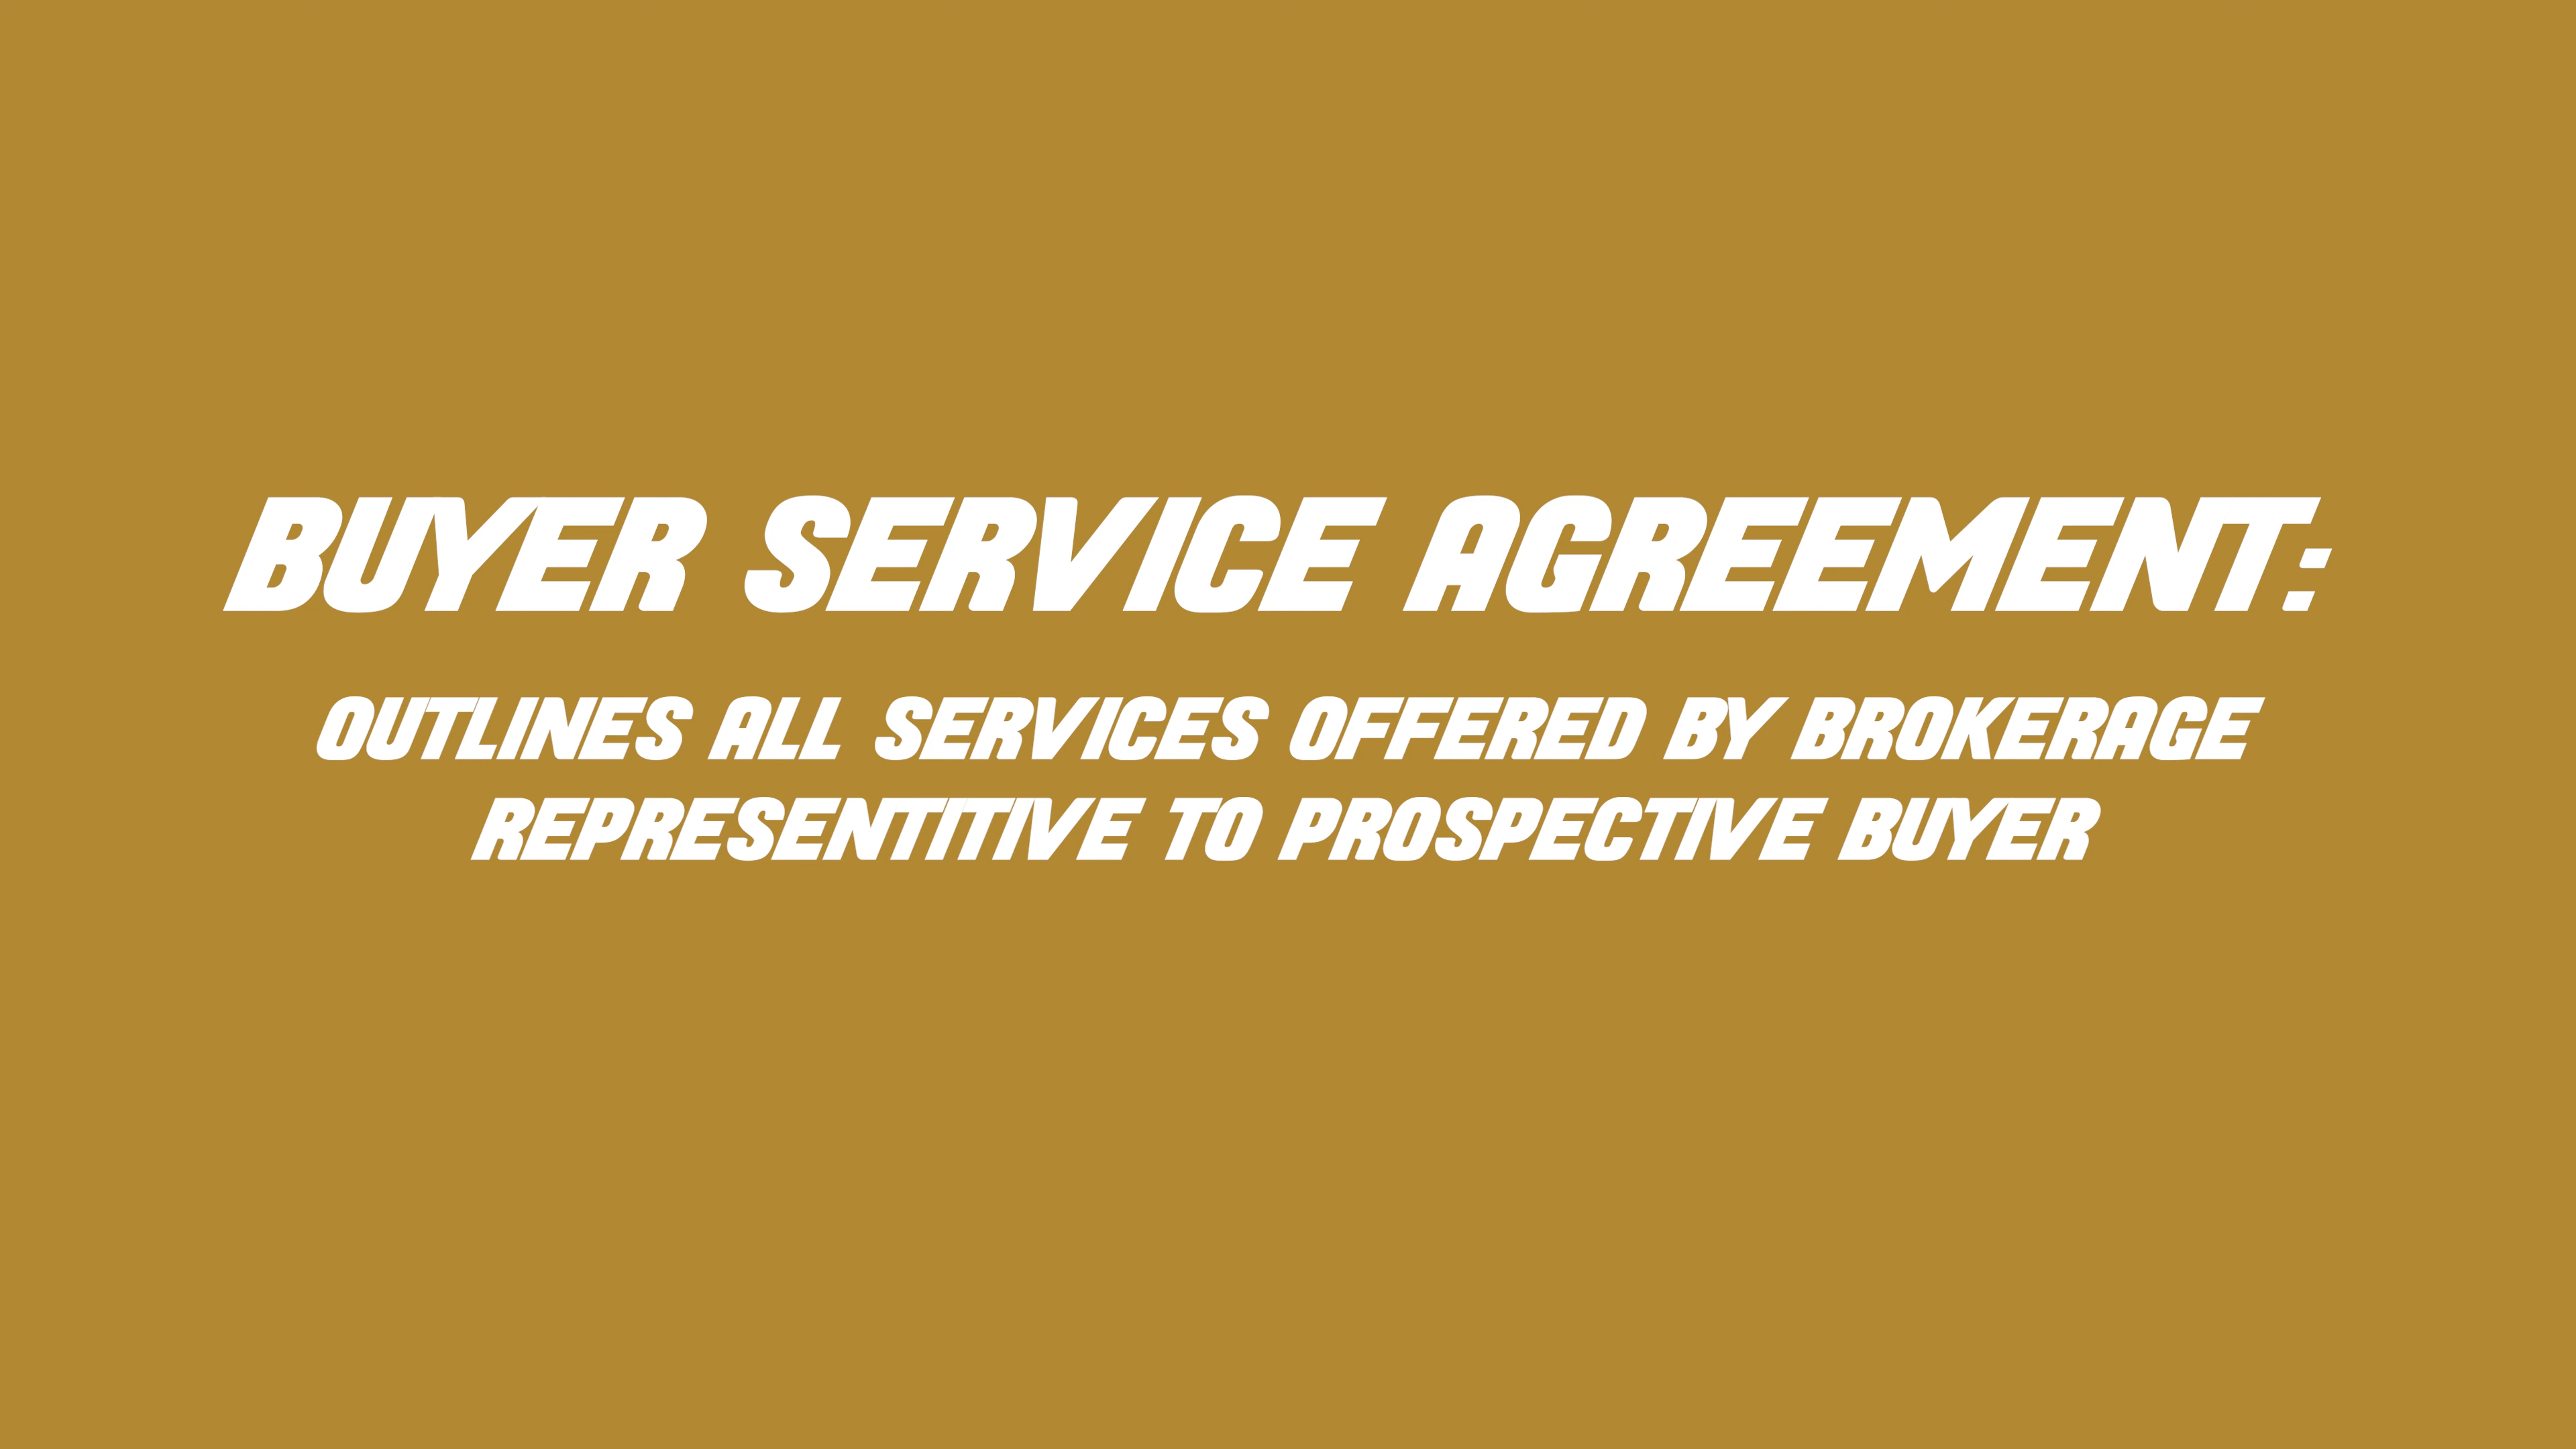 BUYER SERVICE AGREEMENT:
OUTLINES ALL SERVICES OFFERED BY BROKERAGE
REPRESENTITIVE TO PROSPECTIVE BUYER